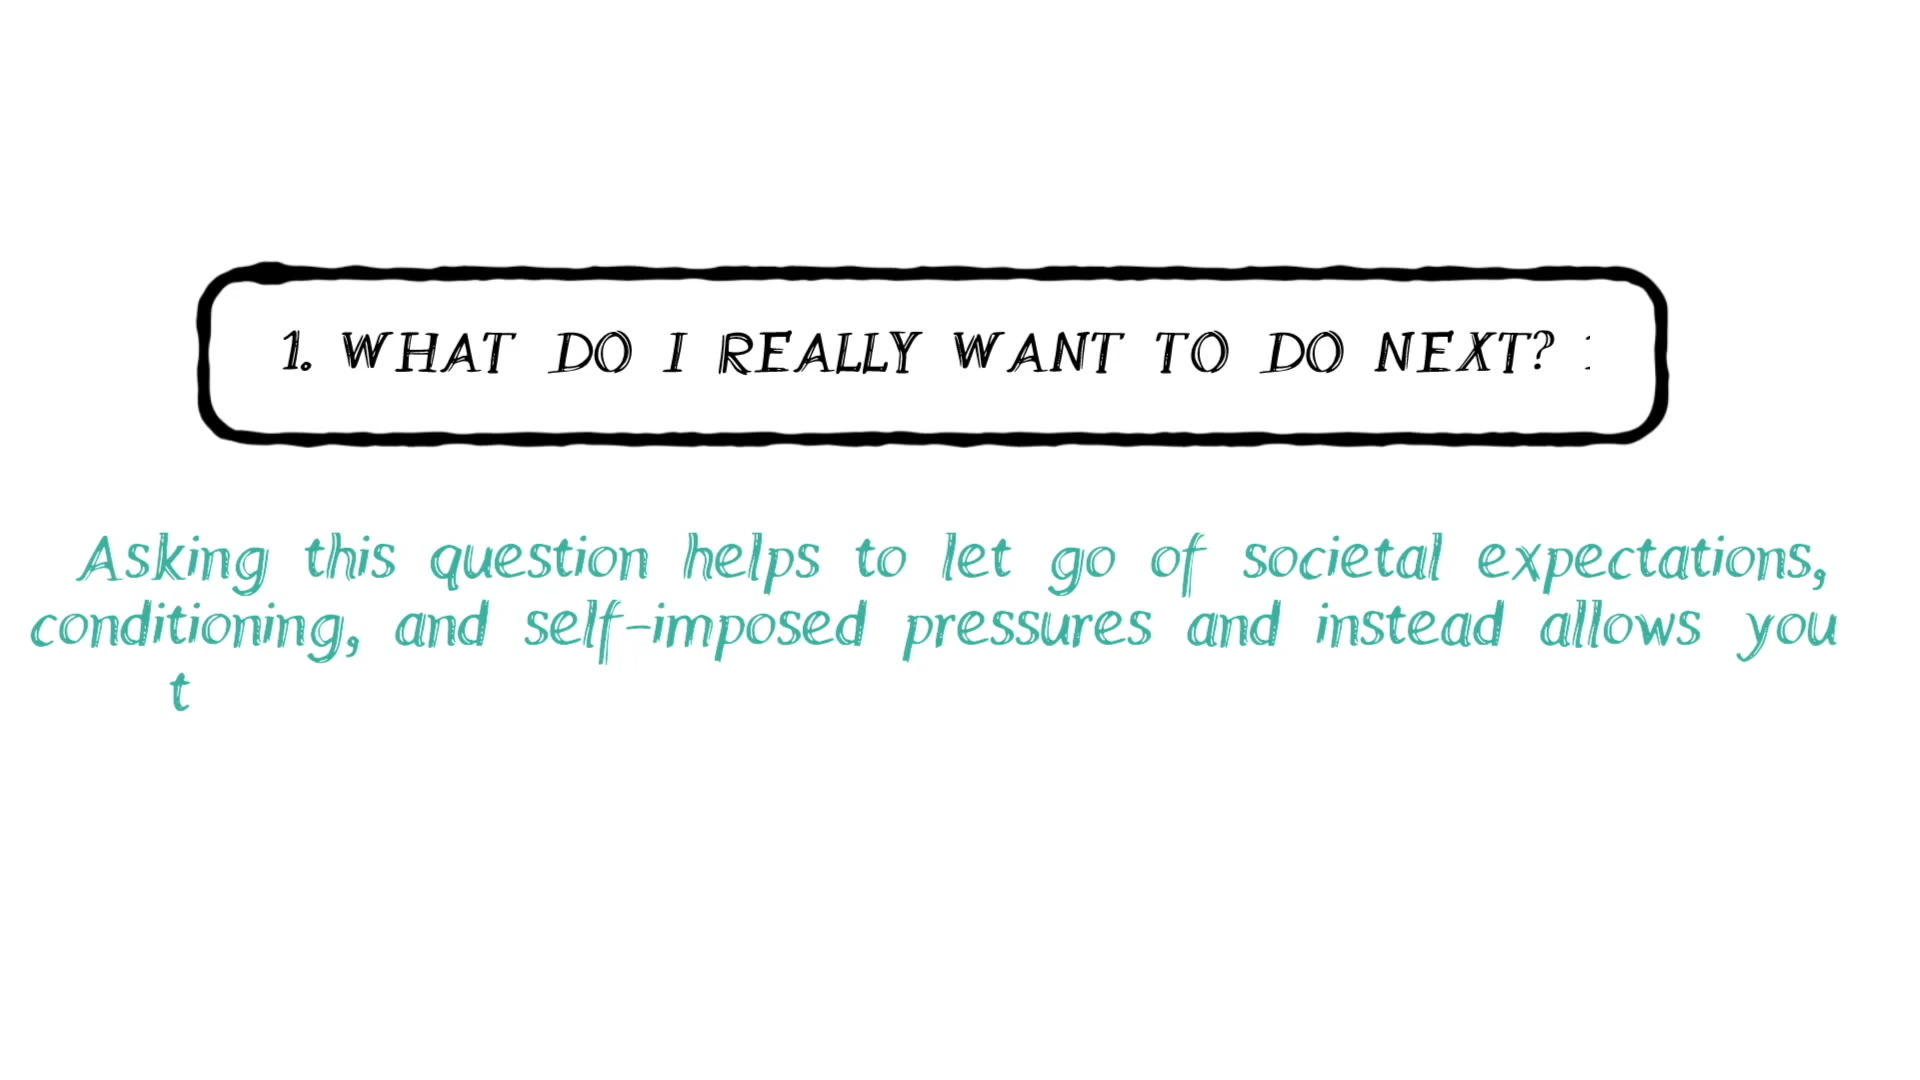 1. WHAT DO I REALLY WANT TO DO NEXT?
Asking this question helps to let go of societal expectations,
conditioning, and self-imposed pressures and instead allows you
t